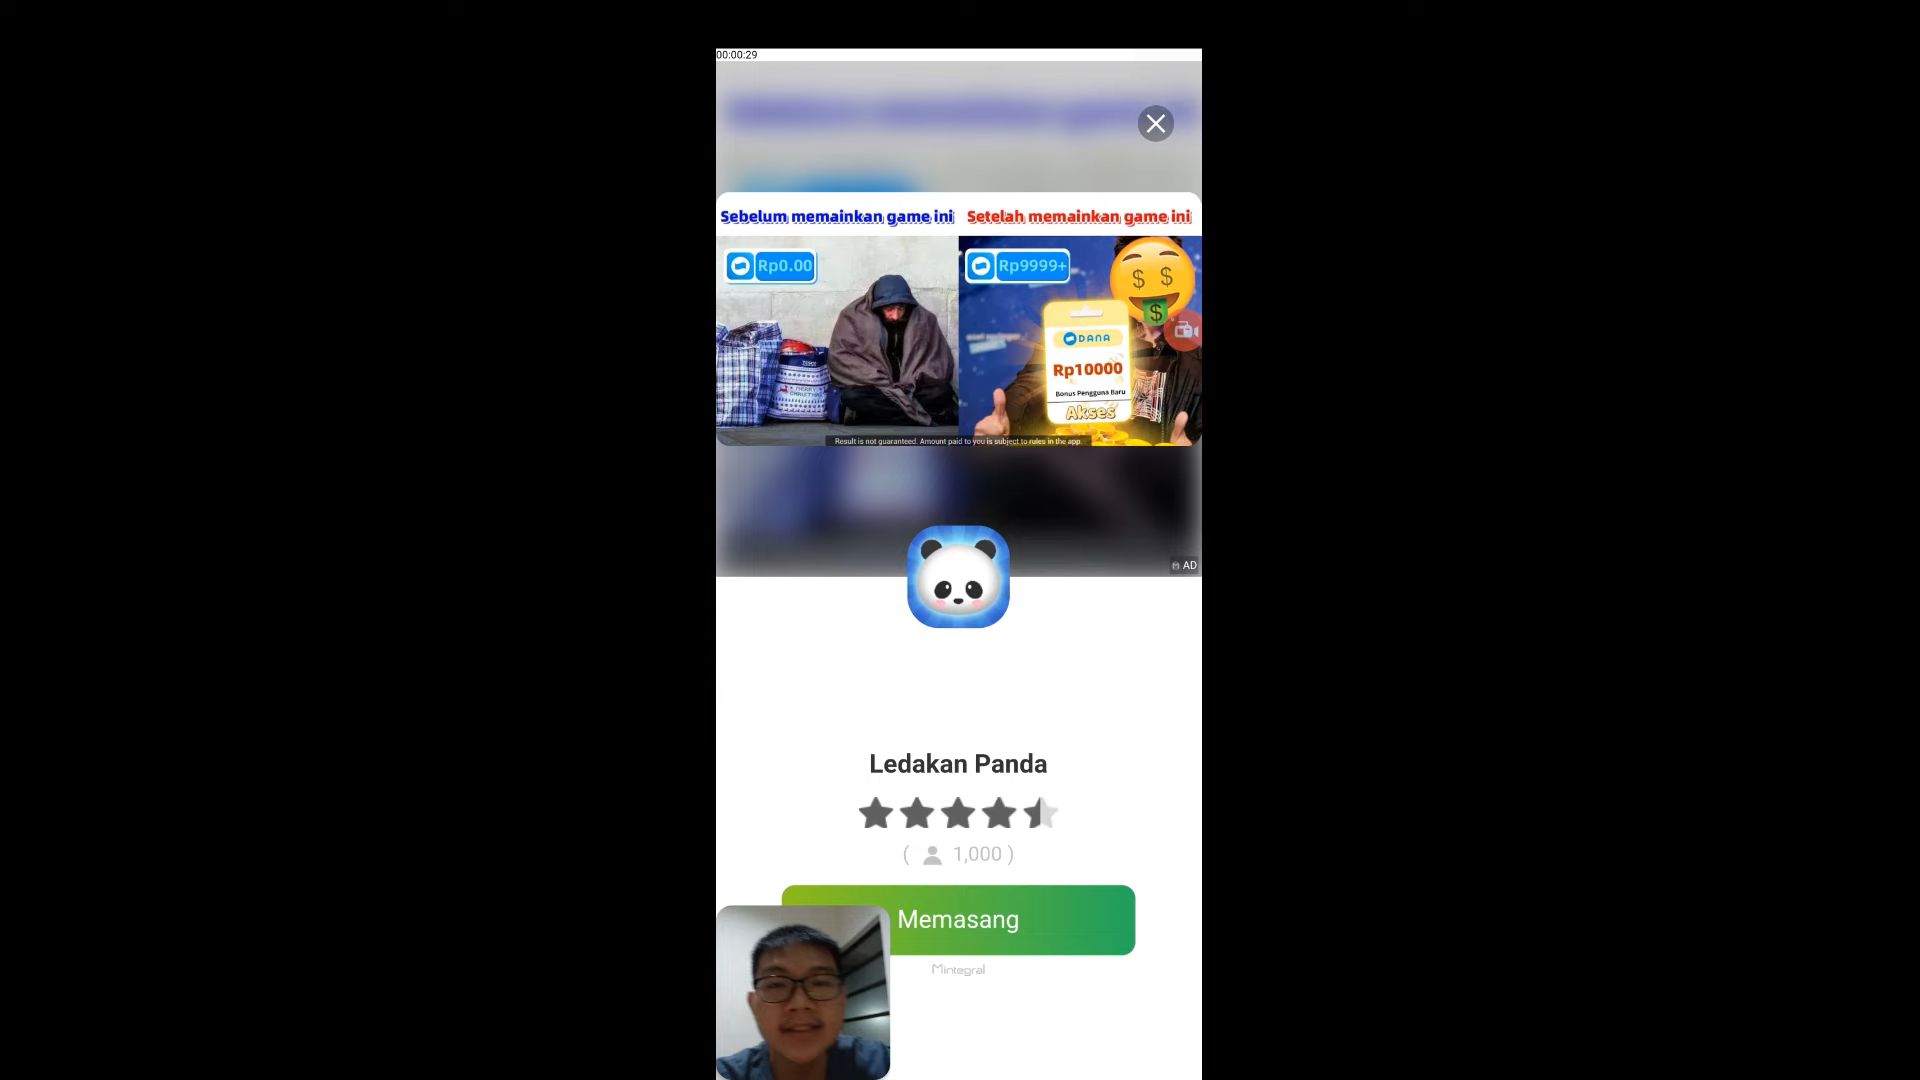 00:00:29
Sebelum memainkan game ini
Setelah memainkan game ini
Rp0.00
Rp9999+
$ $
$
DANA
Rp10000
Bonus Pengguna Baru
Akses
Result is not guaranteed. Amount paid to you is subject to rules in the app.
AD
Ledakan Panda
( 1,000 )
Memasang
Mintegral